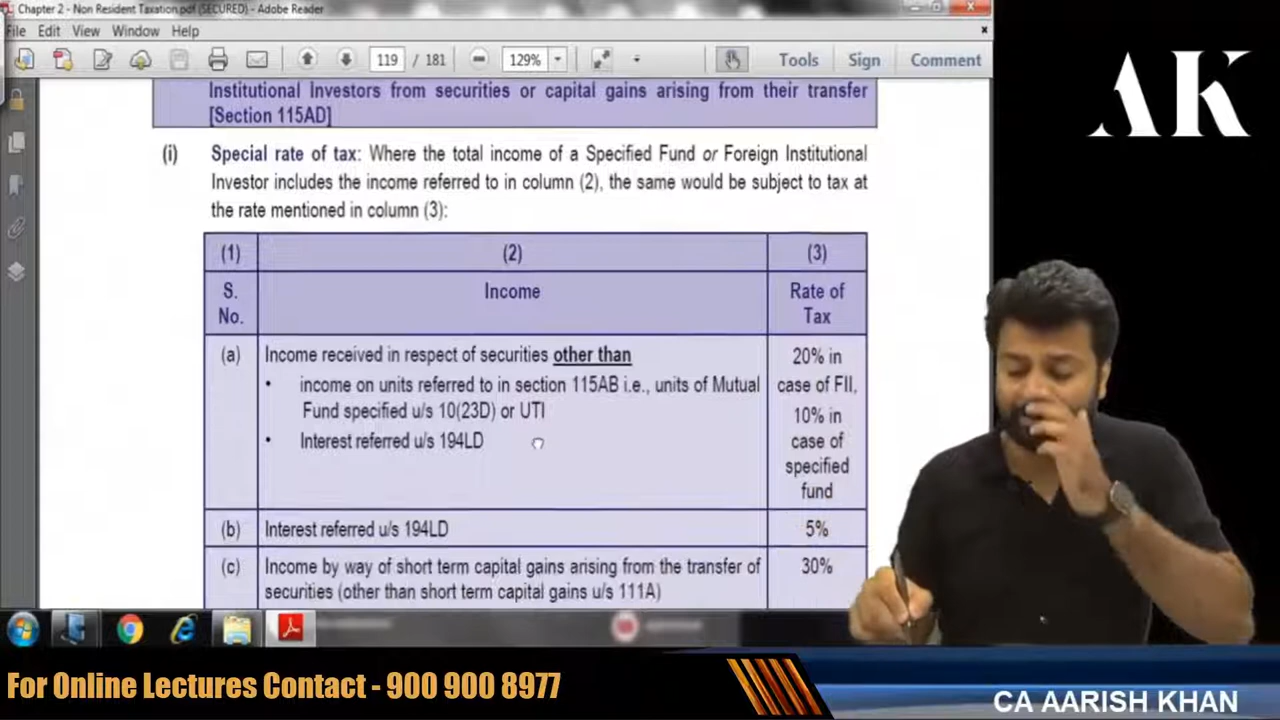 Chapter 2 - Non Resident Taxation.pdf (SECURED) - Adobe Reader
File Edit View Window Help
119 / 181 129% Tools Sign Comment
AK
Institutional Investors from securities or capital gains arising from their transfer
[Section 115AD]
(i) Special rate of tax: Where the total income of a Specified Fund or Foreign Institutional
Investor includes the income referred to in column (2), the same would be subject to tax at
the rate mentioned in column (3):
(1) (2) (3)
S. No. Income Rate of Tax
(a) Income received in respect of securities other than
• income on units referred to in section 115AB i.e., units of Mutual
Fund specified u/s 10(23D) or UTI
• Interest referred u/s 194LD
20% in
case of FII,
10% in
case of
specified
fund
(b) Interest referred u/s 194LD 5%
(c) Income by way of short term capital gains arising from the transfer of 30%
securities (other than short term capital gains u/s 111A)
For Online Lectures Contact - 900 900 8977
CA AARISH KHAN